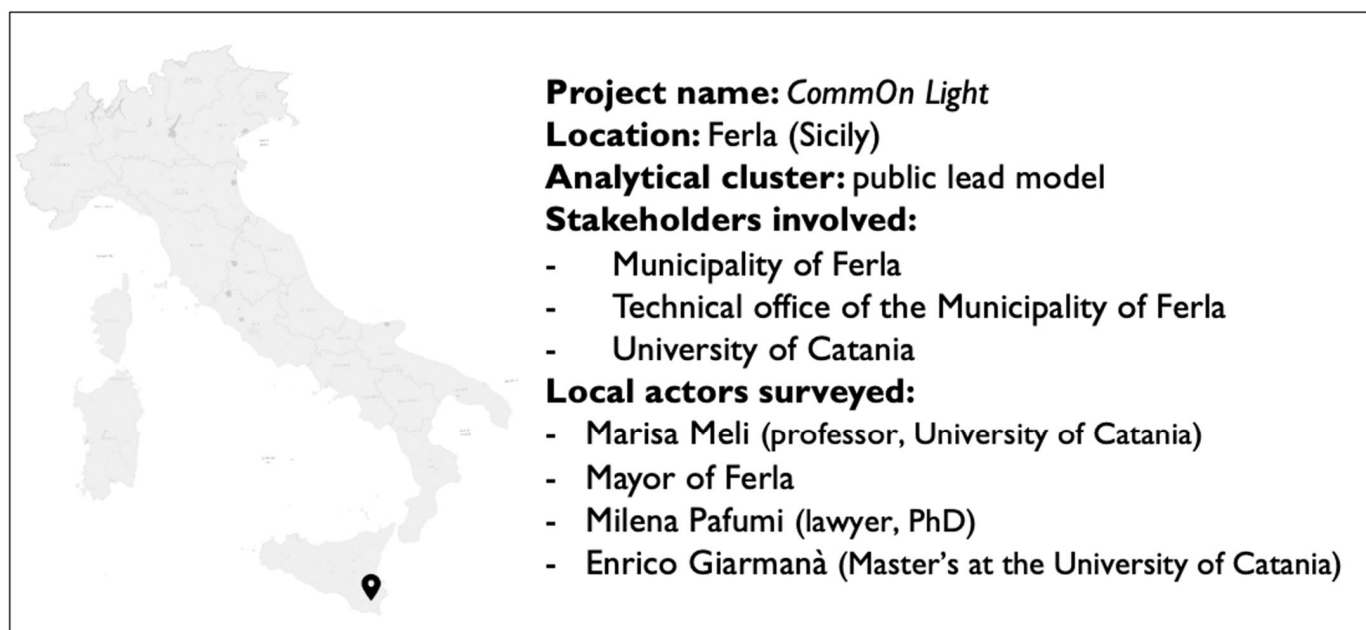 Project name: CommOn Light
Location: Ferla (Sicily)
Analytical cluster: public lead model
Stakeholders involved:
- Municipality of Ferla
- Technical office of the Municipality of Ferla
- University of Catania
Local actors surveyed:
- Marisa Meli (professor, University of Catania)
- Mayor of Ferla
- Milena Pafumi (lawyer, PhD)
- Enrico Giarmanà (Master's at the University of Catania)